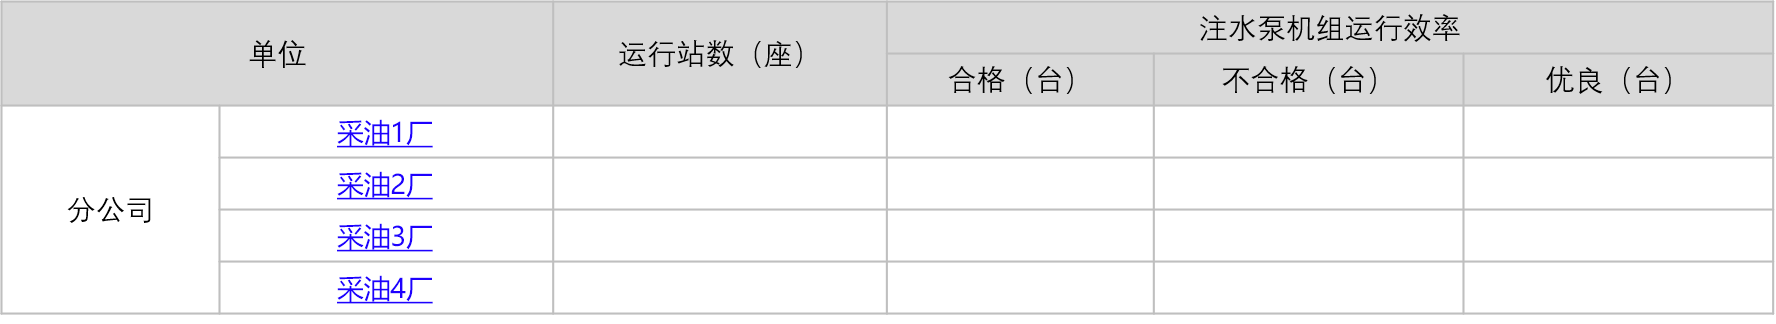 单位
运行站数（座）
注水泵机组运行效率
合格（台）
不合格（台）
优良（台）
分公司
采油1厂
采油2厂
采油3厂
采油4厂